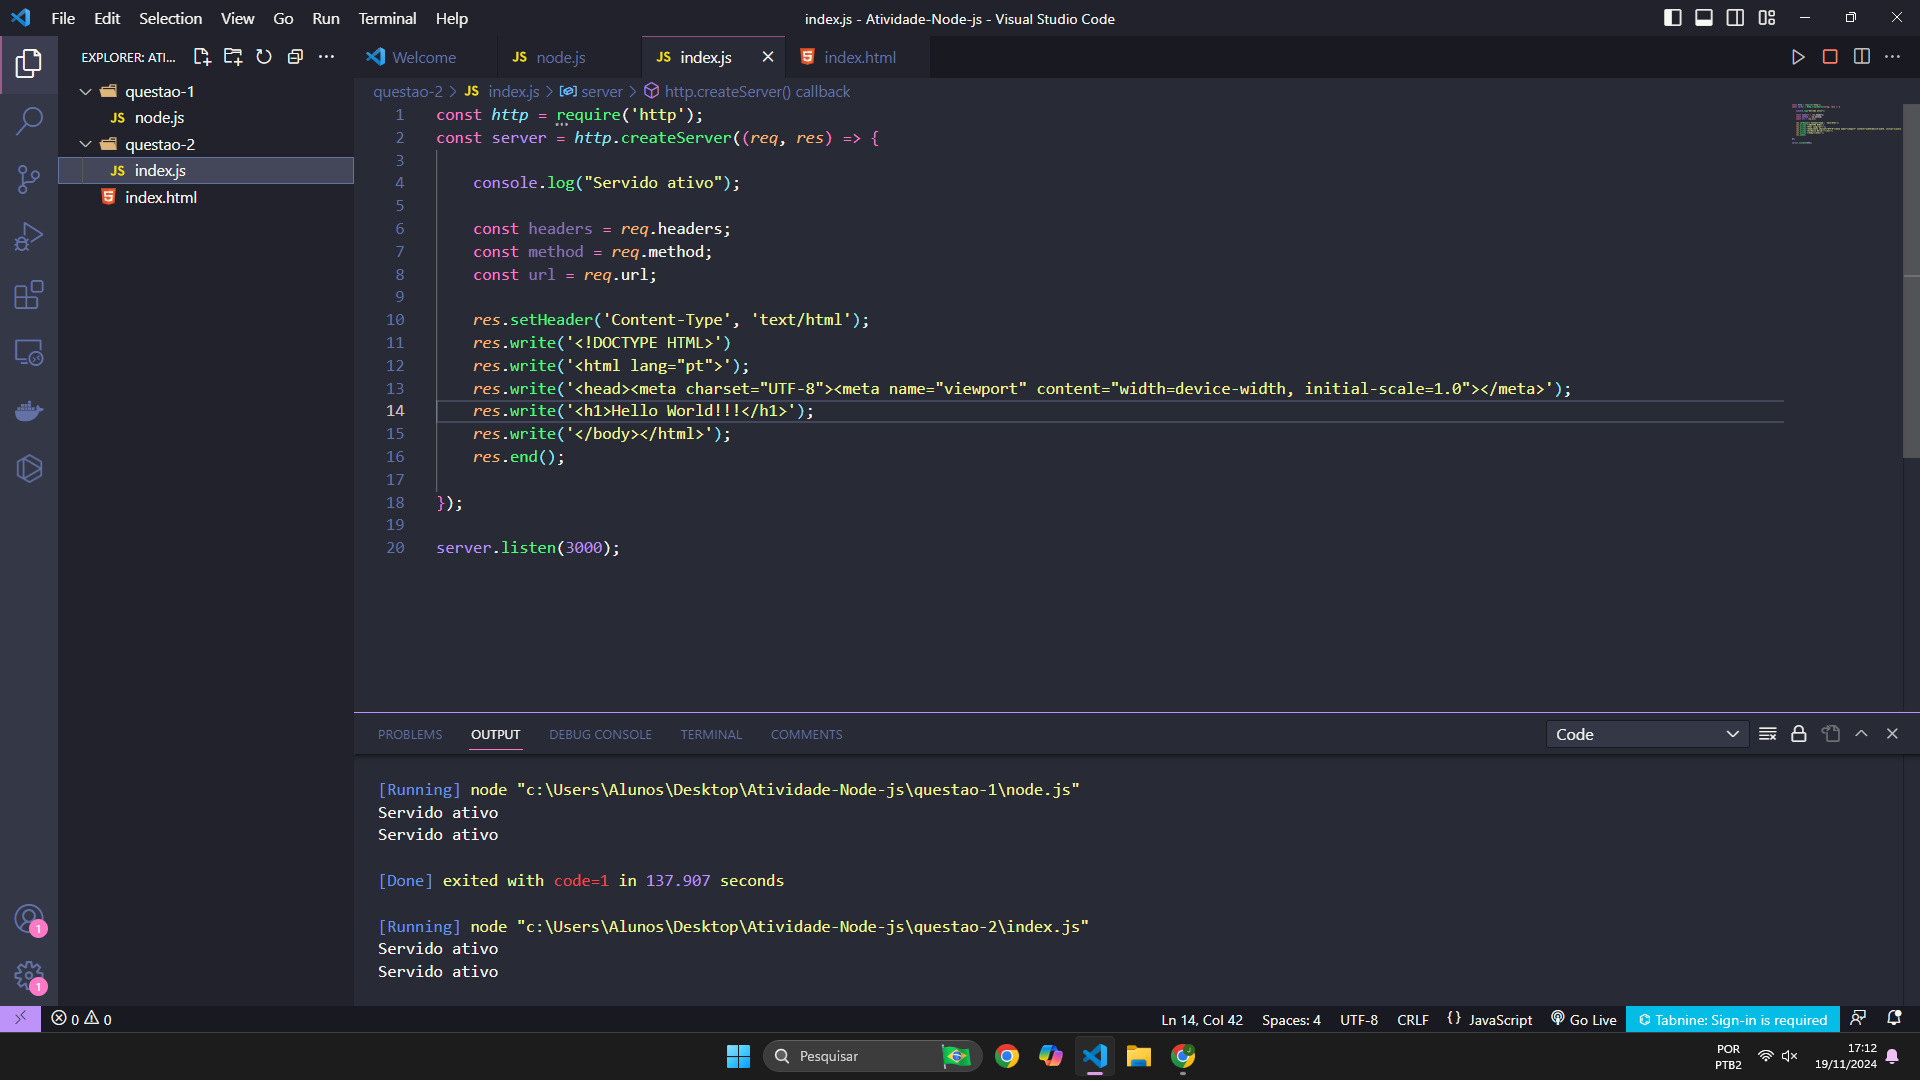 File Edit Selection View Go Run Terminal Help
index.js - Atividade-Node-js - Visual Studio Code
EXPLORER: ATI...
questao-1
JS node.js
questao-2
JS index.js
index.html
Welcome
JS node.js
JS index.js
index.html
questao-2 > JS index.js > server > http.createServer() callback
1 const http = require('http');
2 const server = http.createServer((req, res) => {
3
4 console.log("Servido ativo");
5
6 const headers = req.headers;
7 const method = req.method;
8 const url = req.url;
9
10 res.setHeader('Content-Type', 'text/html');
11 res.write('<!DOCTYPE HTML>')
12 res.write('<html lang="pt">');
13 res.write('<head><meta charset="UTF-8"><meta name="viewport" content="width=device-width, initial-scale=1.0"></meta>');
14 res.write('<h1>Hello World!!!</h1>');
15 res.write('</body></html>');
16 res.end();
17
18 });
19
20 server.listen(3000);
PROBLEMS OUTPUT DEBUG CONSOLE TERMINAL COMMENTS
Code
[Running] node "c:\Users\Alunos\Desktop\Atividade-Node-js\questao-1\node.js"
Servido ativo
Servido ativo
[Done] exited with code=1 in 137.907 seconds
[Running] node "c:\Users\Alunos\Desktop\Atividade-Node-js\questao-2\index.js"
Servido ativo
Servido ativo
1
1
0 0
Ln 14, Col 42 Spaces: 4 UTF-8 CRLF {} JavaScript Go Live Tabnine: Sign-in is required
Pesquisar
POR
PTB2
17:12
19/11/2024